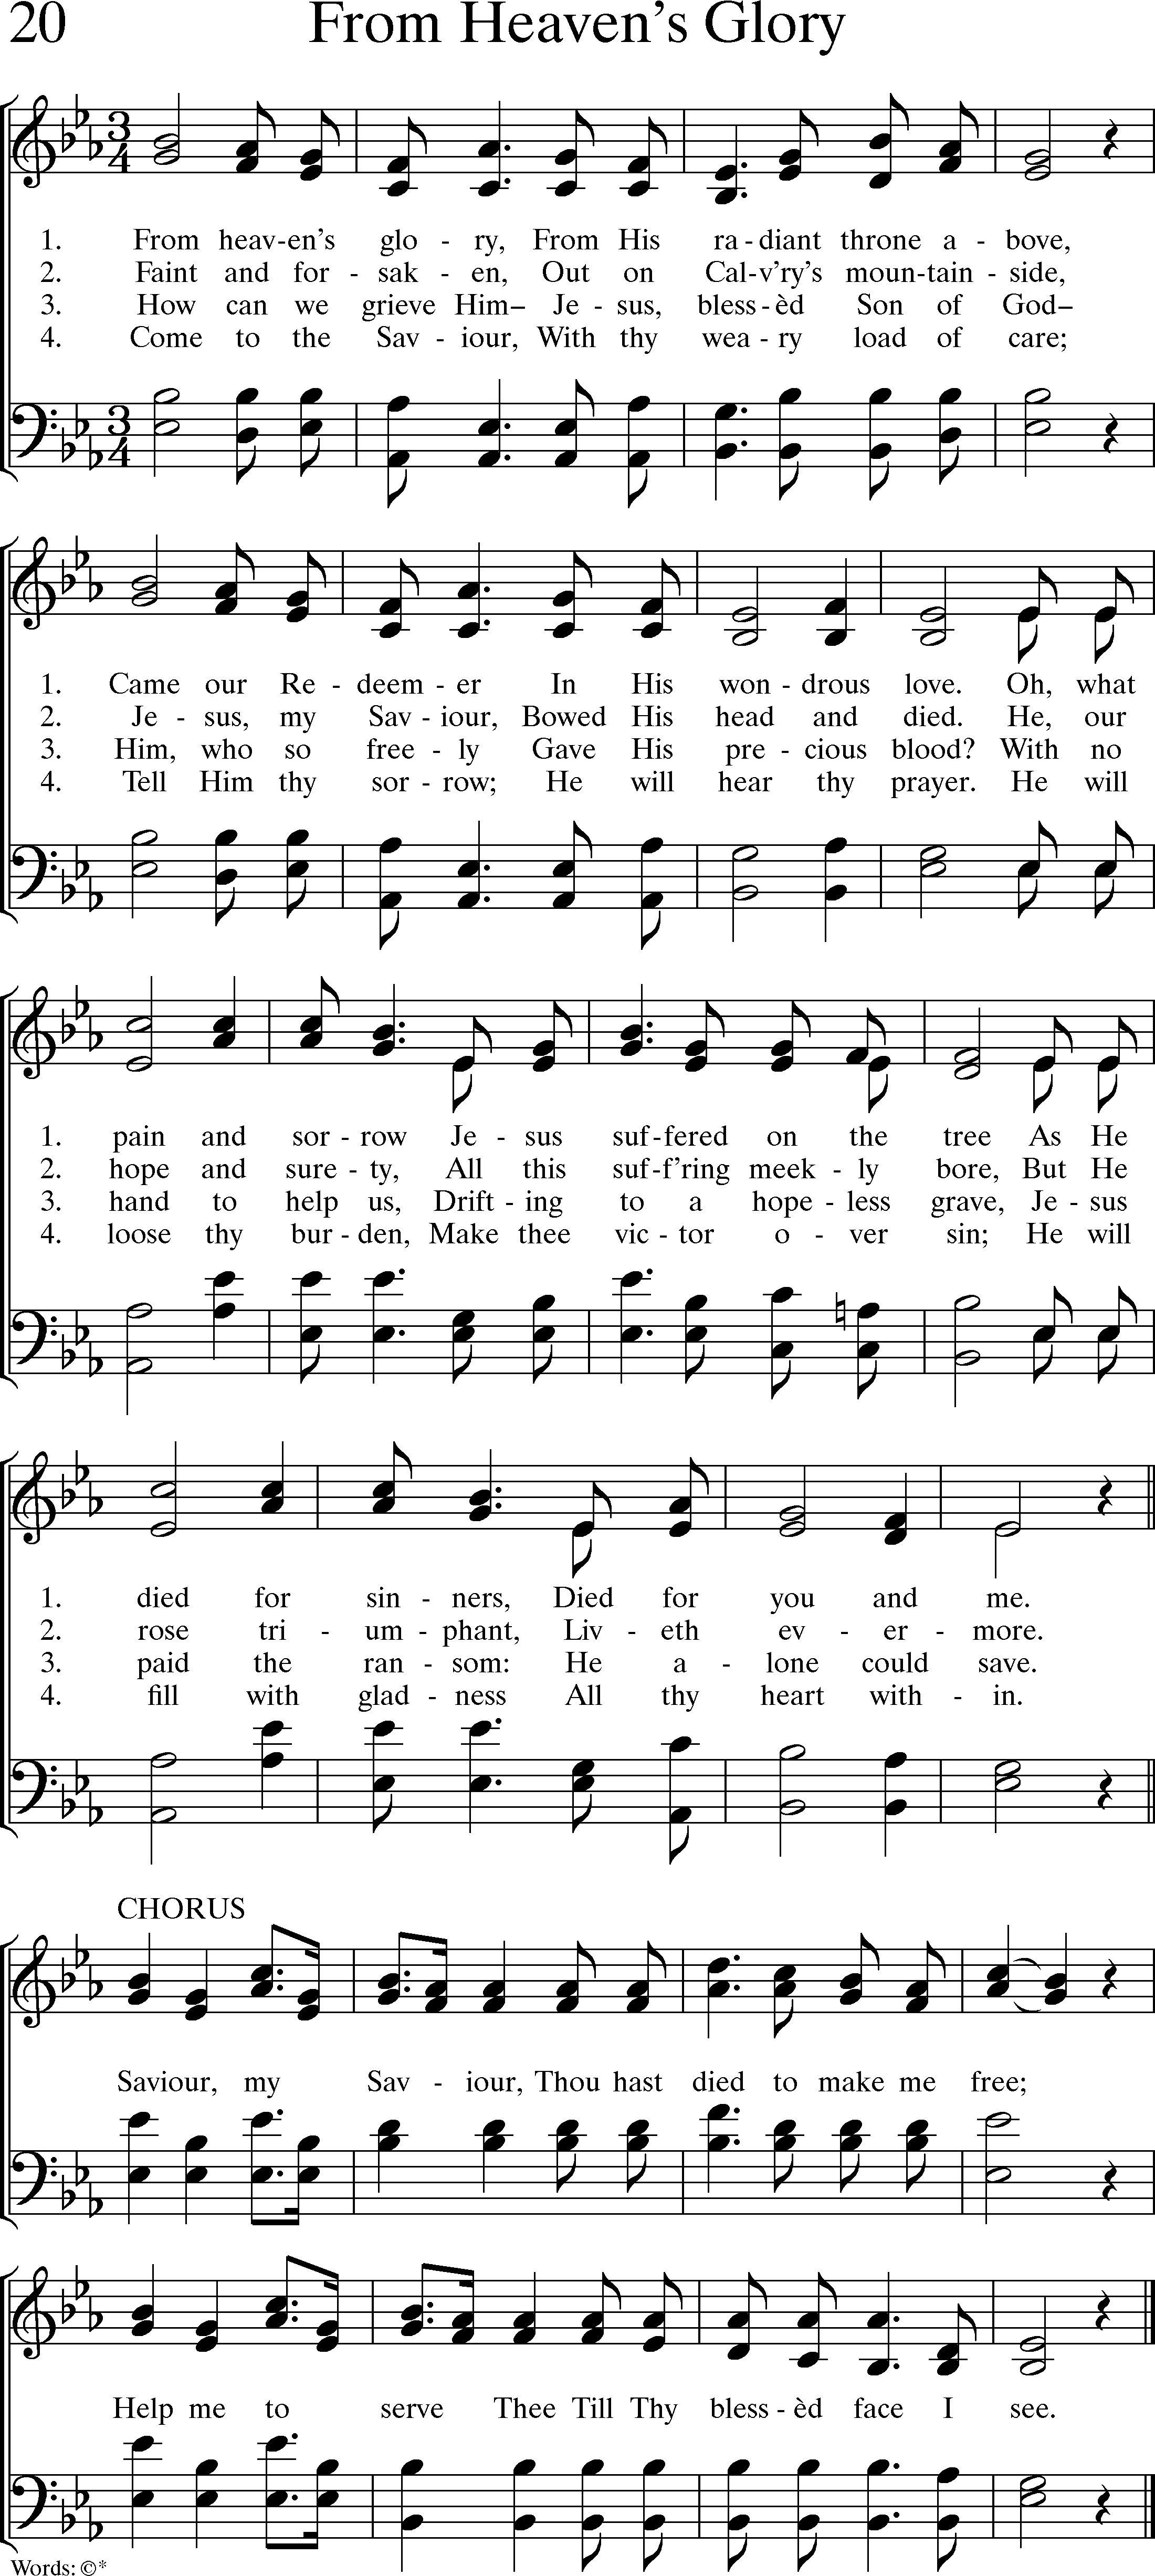 20 From Heaven's Glory
1. From heav-en's glo - ry, From His ra-diant throne a - bove,
2. Faint and for - sak - en, Out on Cal-v'ry's moun-tain - side,
3. How can we grieve Him– Je - sus, bless-èd Son of God–
4. Come to the Sav - iour, With thy wea - ry load of care;
1. Came our Re - deem - er In His won - drous love. Oh, what
2. Je - sus, my Sav - iour, Bowed His head and died. He, our
3. Him, who so free - ly Gave His pre - cious blood? With no
4. Tell Him thy sor - row; He will hear thy prayer. He will
1. pain and sor - row Je - sus suf-fered on the tree As He
2. hope and sure - ty, All this suf-f'ring meek - ly bore, But He
3. hand to help us, Drift - ing to a hope - less grave, Je - sus
4. loose thy bur - den, Make thee vic - tor o - ver sin; He will
1. died for sin - ners, Died for you and me.
2. rose tri - um - phant, Liv - eth ev - er - more.
3. paid the ran - som: He a - lone could save.
4. fill with glad - ness All thy heart with - in.
CHORUS
Saviour, my Sav - iour, Thou hast died to make me free;
Help me to serve Thee Till Thy bless - èd face I see.
Words: ©*